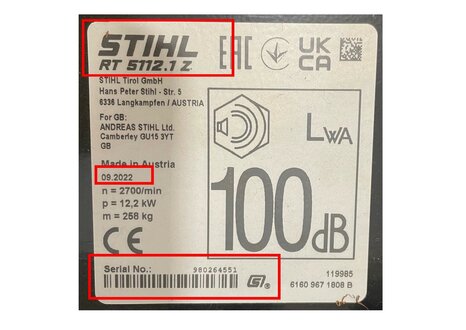 STIHL
RT 5112.1 Z
STIHL Tirol GmbH
Hans Peter Stihl - Str. 5
6336 Langkampfen / AUSTRIA
For GB:
ANDREAS STIHL Ltd.
Camberley GU15 3YT
GB
Made in Austria
09.2022
n = 2700/min
p = 12,2 kW
m = 258 kg
CE
Serial No.: 980264551
EAC
UK
CA
LWA
100dB
119985
6160 967 1808 B